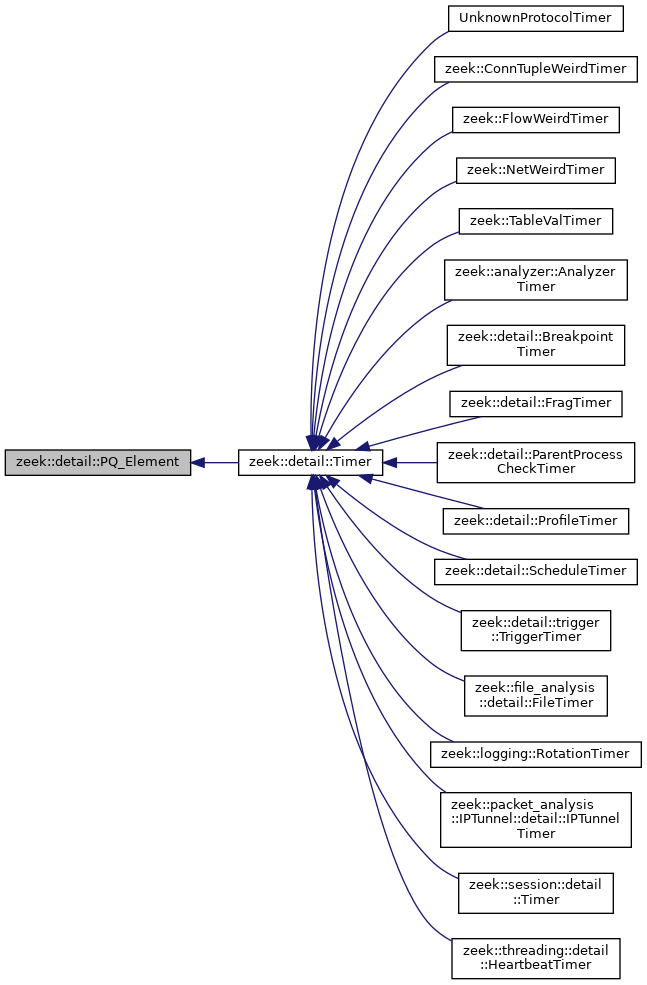 UnknownProtocolTimer
zeek::ConnTupleWeirdTimer
zeek::FlowWeirdTimer
zeek::NetWeirdTimer
zeek::TableValTimer
zeek::analyzer::Analyzer
Timer
zeek::detail::Breakpoint
Timer
zeek::detail::FragTimer
zeek::detail::PQ_Element
zeek::detail::Timer
zeek::detail::ParentProcess
CheckTimer
zeek::detail::ProfileTimer
zeek::detail::ScheduleTimer
zeek::detail::trigger
::TriggerTimer
zeek::file_analysis
::detail::FileTimer
zeek::logging::RotationTimer
zeek::packet_analysis
::IPTunnel::detail::IPTunnel
Timer
zeek::session::detail
::Timer
zeek::threading::detail
::HeartbeatTimer